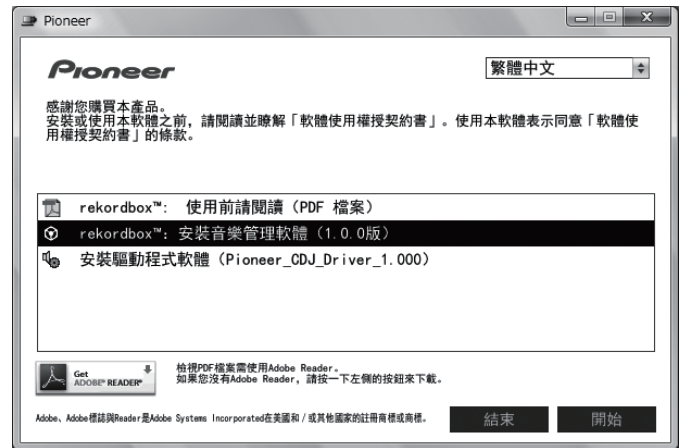 Pioneer
Pioneer
繁體中文
感謝您購買本產品。
安裝或使用本軟體之前，請閱讀並瞭解「軟體使用權授契約書」。使用本軟體表示同意「軟體使
用權授契約書」的條款。
rekordbox™: 使用前請閱讀（PDF 檔案）
rekordbox™: 安裝音樂管理軟體（1.0.0版）
安裝驅動程式軟體（Pioneer_CDJ_Driver_1.000）
Get
ADOBE® READER®
檢視PDF檔案需使用Adobe Reader。
如果您沒有Adobe Reader，請按一下左側的按鈕來下載。
Adobe、Adobe標誌與Reader是Adobe Systems Incorporated在美國和/或其他國家的註冊商標或商標。
結束
開始